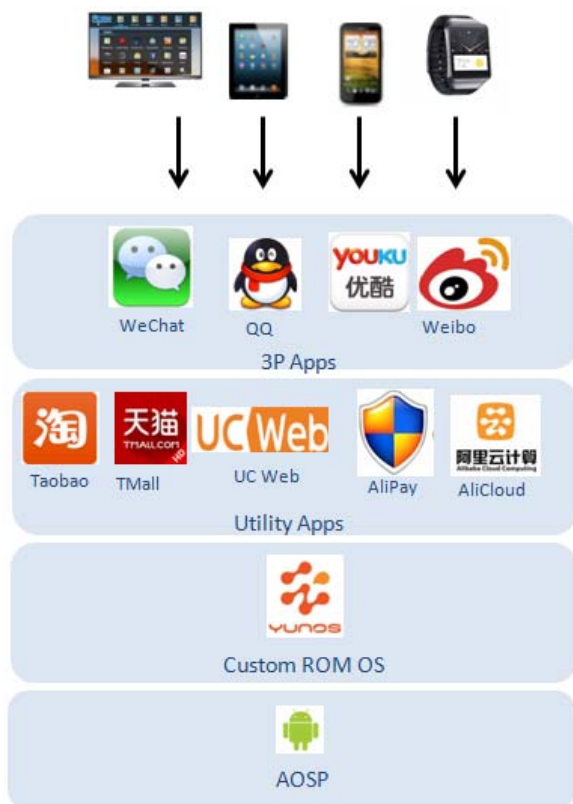 YOUKU
优酷
WeChat
QQ
Weibo
3P Apps
淘
天猫
TMALL.COM
HD
UC Web
阿里云计算
Alibaba Cloud Computing
Taobao
TMall
UC Web
AliPay
AliCloud
Utility Apps
YUNOS
Custom ROM OS
AOSP